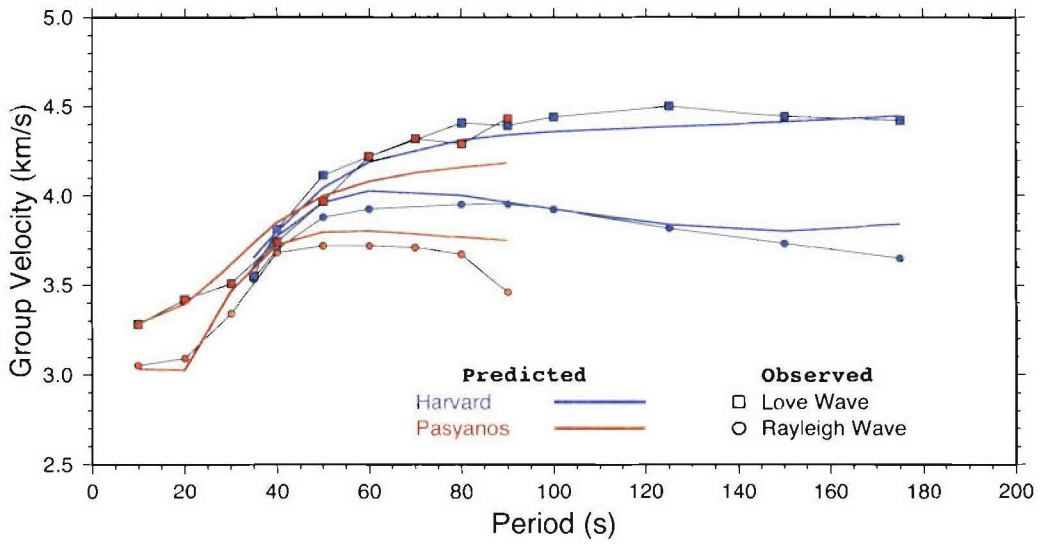 5.0
4.5
4.0
3.5
3.0
2.5
Group Velocity (km/s)
Predicted Observed
Harvard Love Wave
Pasyanos Rayleigh Wave
0 20 40 60 80 100 120 140 160 180 200
Period (s)